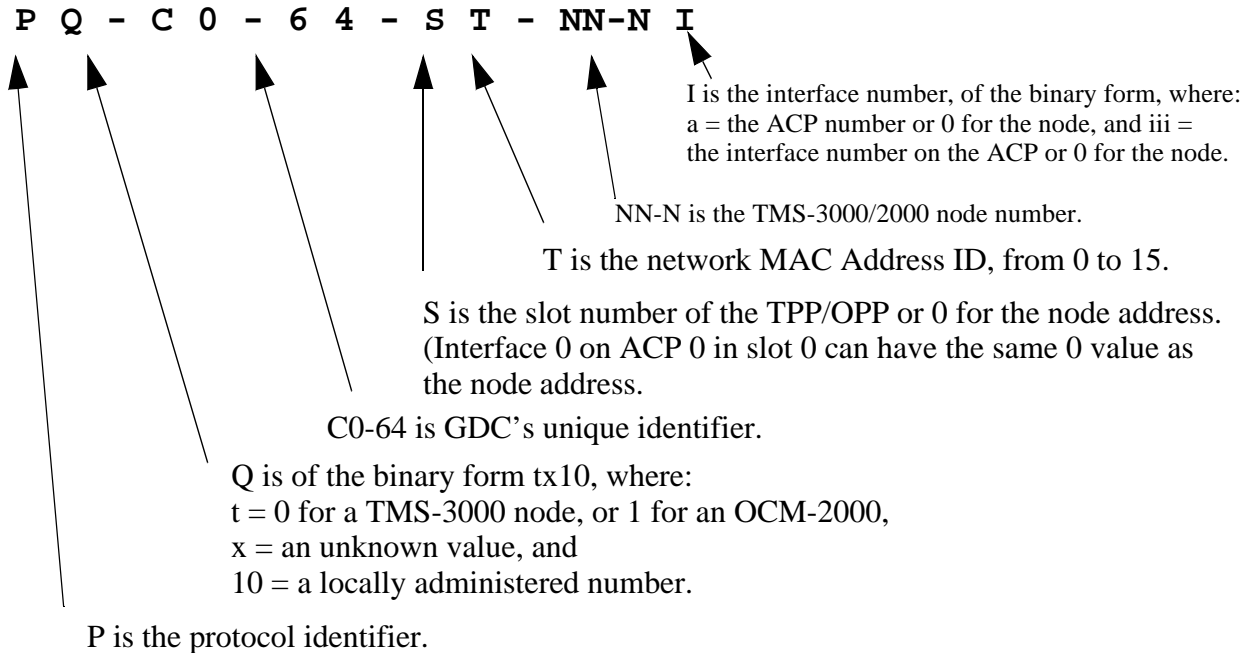 P Q - C 0 - 6 4 - S T - NN-N I
I is the interface number, of the binary form, where:
a = the ACP number or 0 for the node, and iii =
the interface number on the ACP or 0 for the node.
NN-N is the TMS-3000/2000 node number.
T is the network MAC Address ID, from 0 to 15.
S is the slot number of the TPP/OPP or 0 for the node address.
(Interface 0 on ACP 0 in slot 0 can have the same 0 value as
the node address.
C0-64 is GDC’s unique identifier.
Q is of the binary form tx10, where:
t = 0 for a TMS-3000 node, or 1 for an OCM-2000,
x = an unknown value, and
10 = a locally administered number.
P is the protocol identifier.